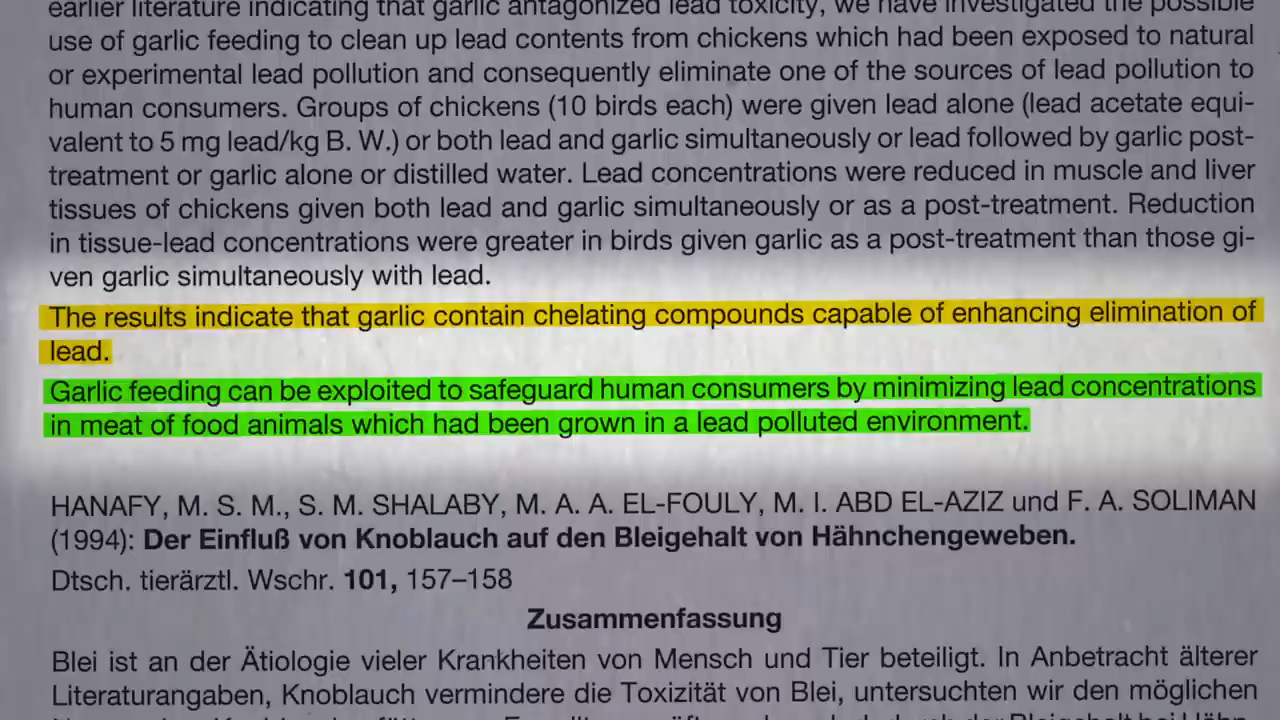 earlier literature indicating that garlic antagonized lead toxicity, we have investigated the possible
use of garlic feeding to clean up lead contents from chickens which had been exposed to natural
or experimental lead pollution and consequently eliminate one of the sources of lead pollution to
human consumers. Groups of chickens (10 birds each) were given lead alone (lead acetate equi-
valent to 5 mg lead/kg B. W.) or both lead and garlic simultaneously or lead followed by garlic post-
treatment or garlic alone or distilled water. Lead concentrations were reduced in muscle and liver
tissues of chickens given both lead and garlic simultaneously or as a post-treatment. Reduction
in tissue-lead concentrations were greater in birds given garlic as a post-treatment than those gi-
ven garlic simultaneously with lead.
The results indicate that garlic contain chelating compounds capable of enhancing elimination of
lead.
Garlic feeding can be exploited to safeguard human consumers by minimizing lead concentrations
in meat of food animals which had been grown in a lead polluted environment.
HANAFY, M. S. M., S. M. SHALABY, M. A. A. EL-FOULY, M. I. ABD EL-AZIZ und F. A. SOLIMAN
(1994): Der Einfluß von Knoblauch auf den Bleigehalt von Hähnchengeweben.
Dtsch. tierärztl. Wschr. 101, 157–158
Zusammenfassung
Blei ist an der Ätiologie vieler Krankheiten von Mensch und Tier beteiligt. In Anbetracht älterer
Literaturangaben, Knoblauch vermindere die Toxizität von Blei, untersuchten wir den möglichen